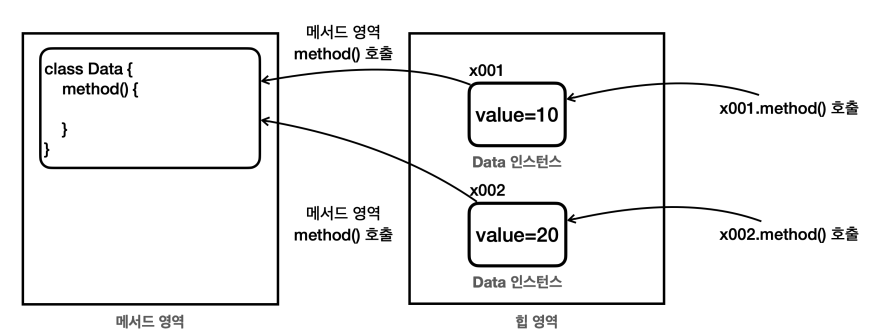 class Data {
method() {
}
}
메서드 영역
메서드 영역
method() 호출
메서드 영역
method() 호출
x001
value=10
Data 인스턴스
x002
value=20
Data 인스턴스
힙 영역
x001.method() 호출
x002.method() 호출